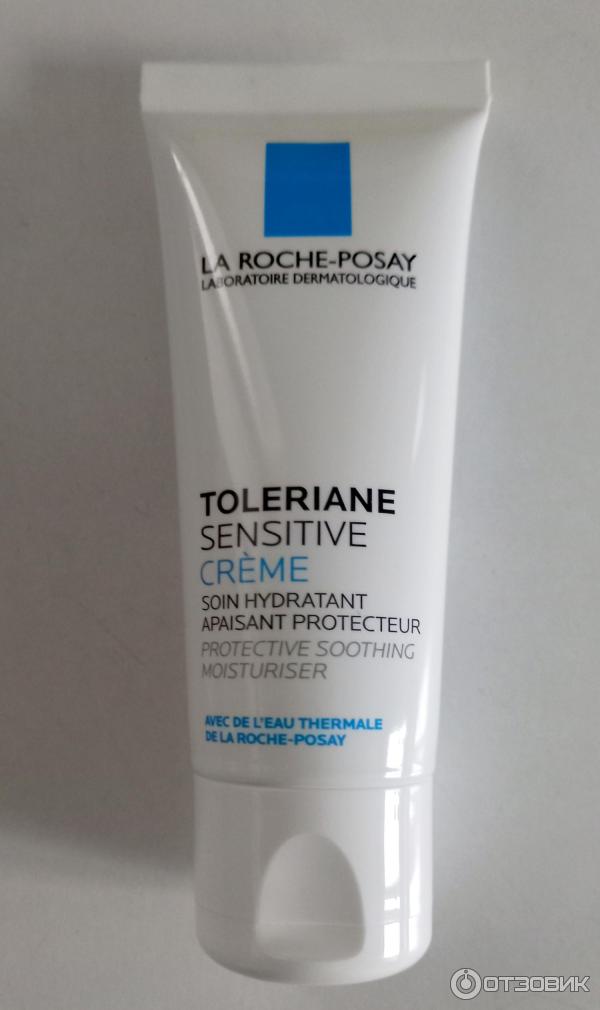 LA ROCHE-POSAY
LABORATOIRE DERMATOLOGIQUE
TOLERIANE
SENSITIVE
CRÈME
SOIN HYDRATANT
APAISANT PROTECTEUR
PROTECTIVE SOOTHING
MOISTURISER
AVEC DE L'EAU THERMALE
DE LA ROCHE-POSAY
ОТЗОВИК